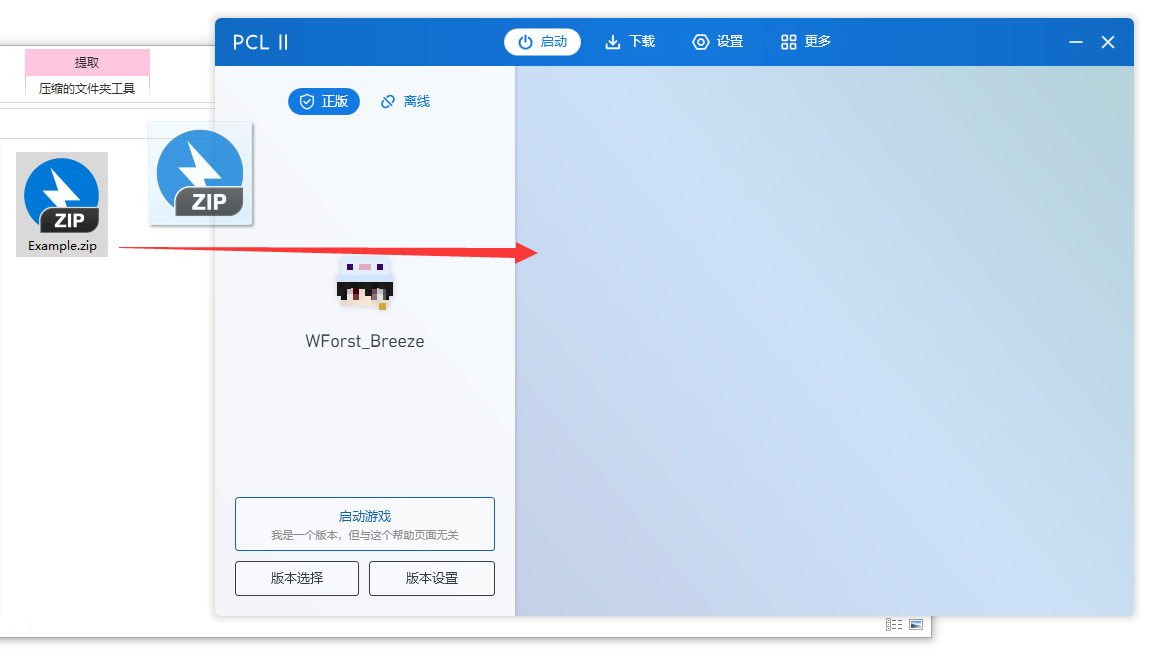 PCL II
启动
下载
设置
更多
提取
压缩的文件夹工具
正版
离线
ZIP
ZIP
Example.zip
WForst_Breeze
启动游戏
我是一个版本，但与这个帮助页面无关
版本选择
版本设置